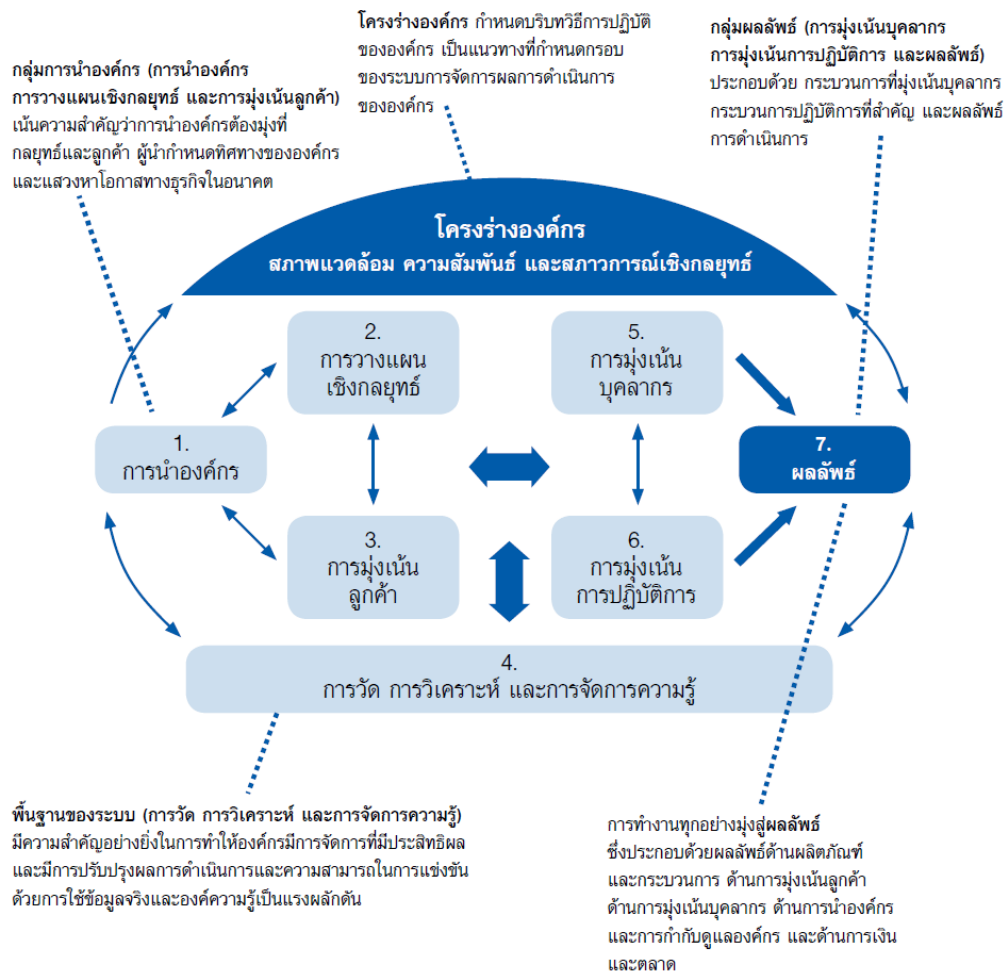 โครงร่างองค์กร กำหนดบริบทวิธีการปฏิบัติ
ขององค์กร เป็นแนวทางที่กำหนดกรอบ
ของระบบการจัดการผลการดำเนินการ
ขององค์กร
กลุ่มผลลัพธ์ (การมุ่งเน้นบุคลากร
การมุ่งเน้นการปฏิบัติการ และผลลัพธ์)
ประกอบด้วย กระบวนการที่มุ่งเน้นบุคลากร
กระบวนการปฏิบัติการที่สำคัญ และผลลัพธ์
การดำเนินการ
กลุ่มการนำองค์กร (การนำองค์กร
การวางแผนเชิงกลยุทธ์ และการมุ่งเน้นลูกค้า)
เน้นความสำคัญว่าการนำองค์กรต้องมุ่งที่
กลยุทธ์และลูกค้า ผู้นำกำหนดทิศทางขององค์กร
และแสวงหาโอกาสทางธุรกิจในอนาคต
โครงร่างองค์กร
สภาพแวดล้อม ความสัมพันธ์ และสภาวการณ์เชิงกลยุทธ์
2.
การวางแผน
เชิงกลยุทธ์
5.
การมุ่งเน้น
บุคลากร
1.
การนำองค์กร
7.
ผลลัพธ์
3.
การมุ่งเน้น
ลูกค้า
6.
การมุ่งเน้น
การปฏิบัติการ
4.
การวัด การวิเคราะห์ และการจัดการความรู้
พื้นฐานของระบบ (การวัด การวิเคราะห์ และการจัดการความรู้)
มีความสำคัญอย่างยิ่งในการทำให้องค์กรมีการจัดการที่มีประสิทธิผล
และมีการปรับปรุงผลการดำเนินการและความสามารถในการแข่งขัน
ด้วยการใช้ข้อมูลจริงและองค์ความรู้เป็นแรงผลักดัน
การทำงานทุกอย่างมุ่งสู่ผลลัพธ์
ซึ่งประกอบด้วยผลลัพธ์ด้านผลิตภัณฑ์
และกระบวนการ ด้านการมุ่งเน้นลูกค้า
ด้านการมุ่งเน้นบุคลากร ด้านการนำองค์กร
และการกำกับดูแลองค์กร และด้านการเงิน
และตลาด